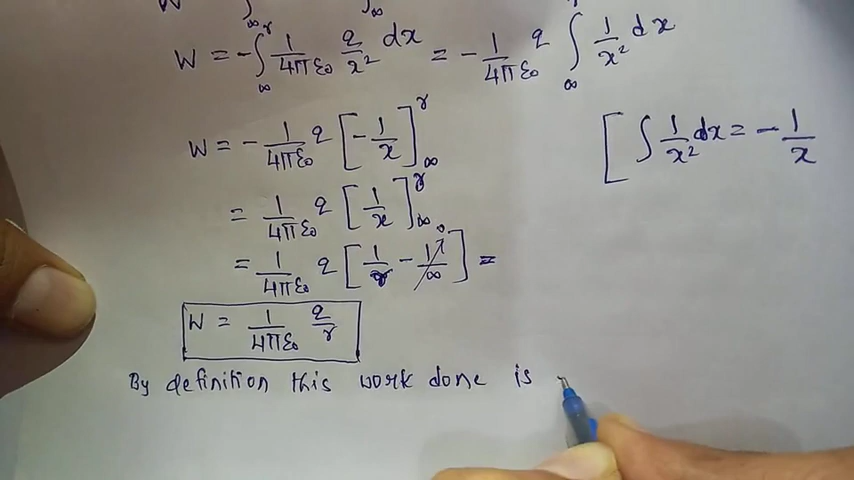 W = -∫_∞^r 1/4πε₀ q/x² dx = -1/4πε₀ q ∫_∞ 1/x² dx
W = -1/4πε₀ q [-1/x]_∞^r
[ ∫ 1/x² dx = -1/x
= 1/4πε₀ q [1/x]_∞^r
= 1/4πε₀ q [1/r - 1/∞ 0] =
W = 1/4πε₀ q/r
By definition this work done is